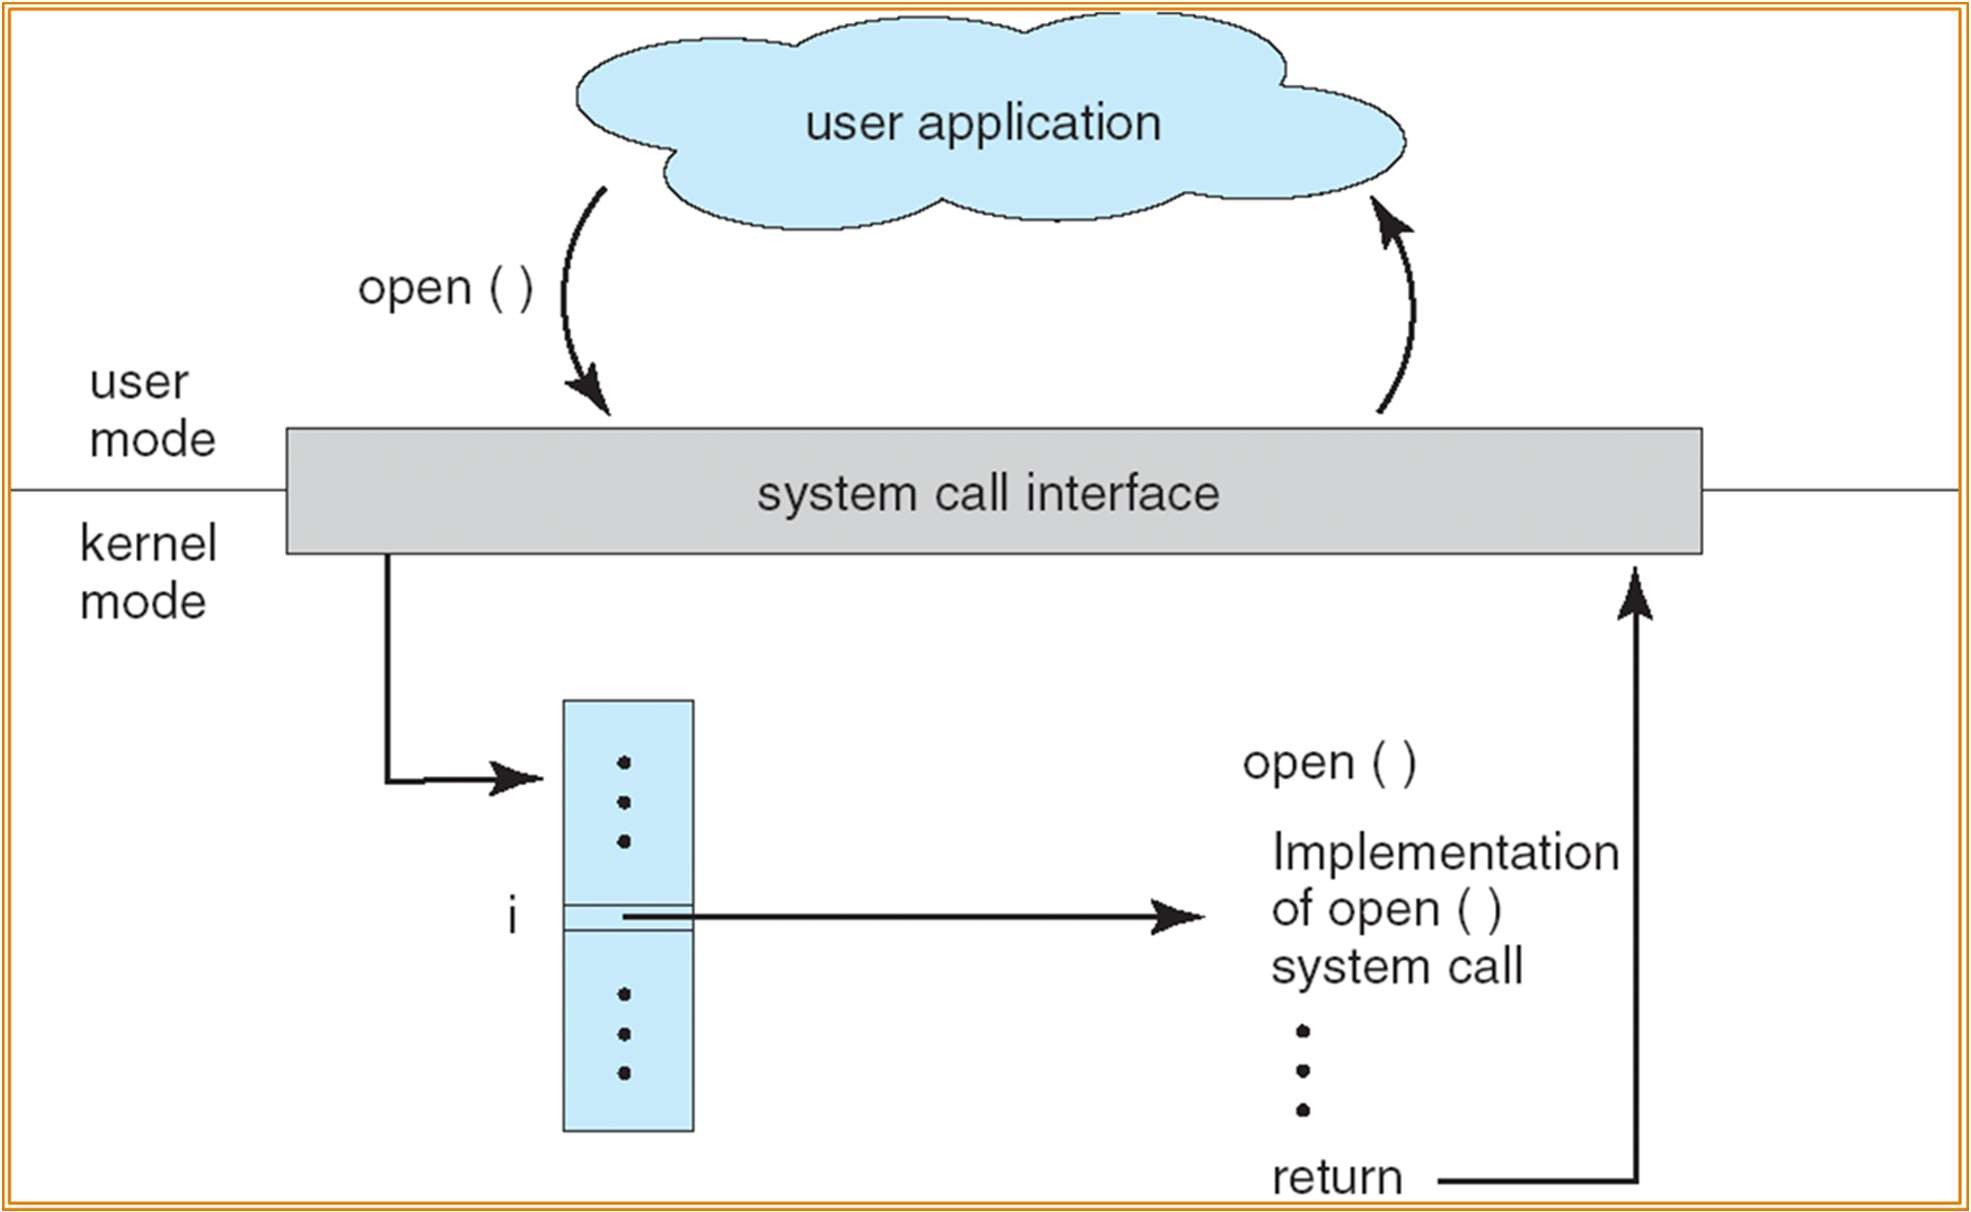 user application
open ( )
user
mode
system call interface
kernel
mode
open ( )
Implementation
of open ( )
system call
i
return